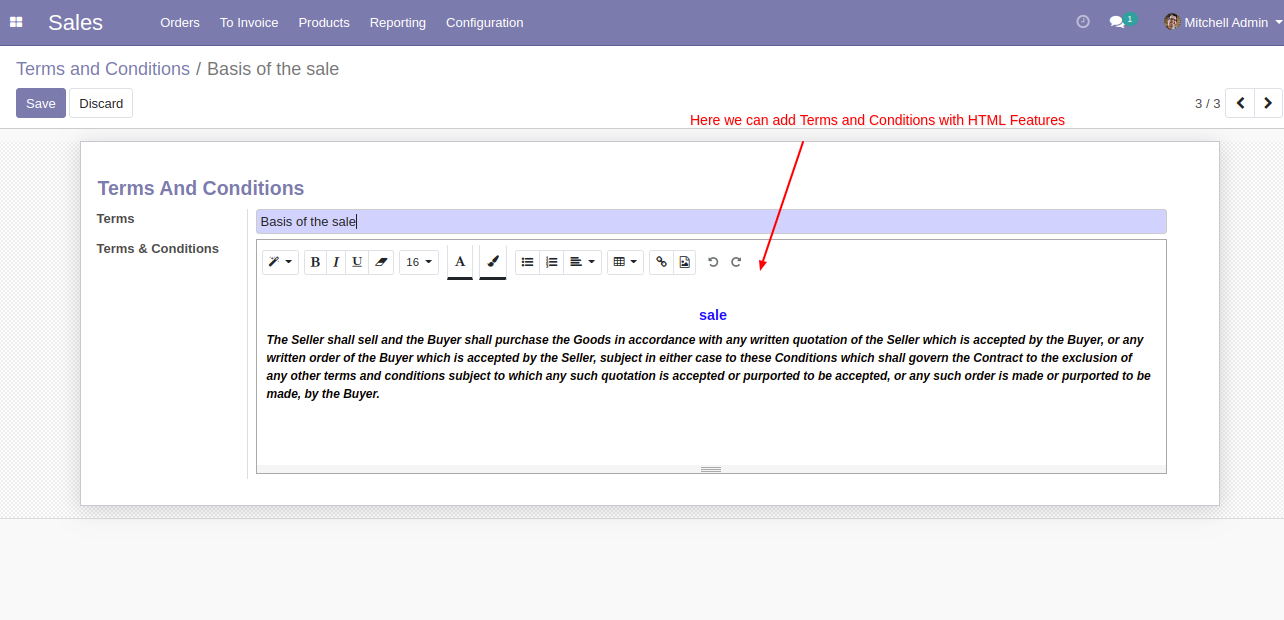 Sales Orders To Invoice Products Reporting Configuration 1 Mitchell Admin
Terms and Conditions / Basis of the sale
Save Discard 3 / 3
Here we can add Terms and Conditions with HTML Features
Terms And Conditions
Terms Basis of the sale
Terms & Conditions
B I U 16 A
sale
The Seller shall sell and the Buyer shall purchase the Goods in accordance with any written quotation of the Seller which is accepted by the Buyer, or any
written order of the Buyer which is accepted by the Seller, subject in either case to these Conditions which shall govern the Contract to the exclusion of
any other terms and conditions subject to which any such quotation is accepted or purported to be accepted, or any such order is made or purported to be
made, by the Buyer.